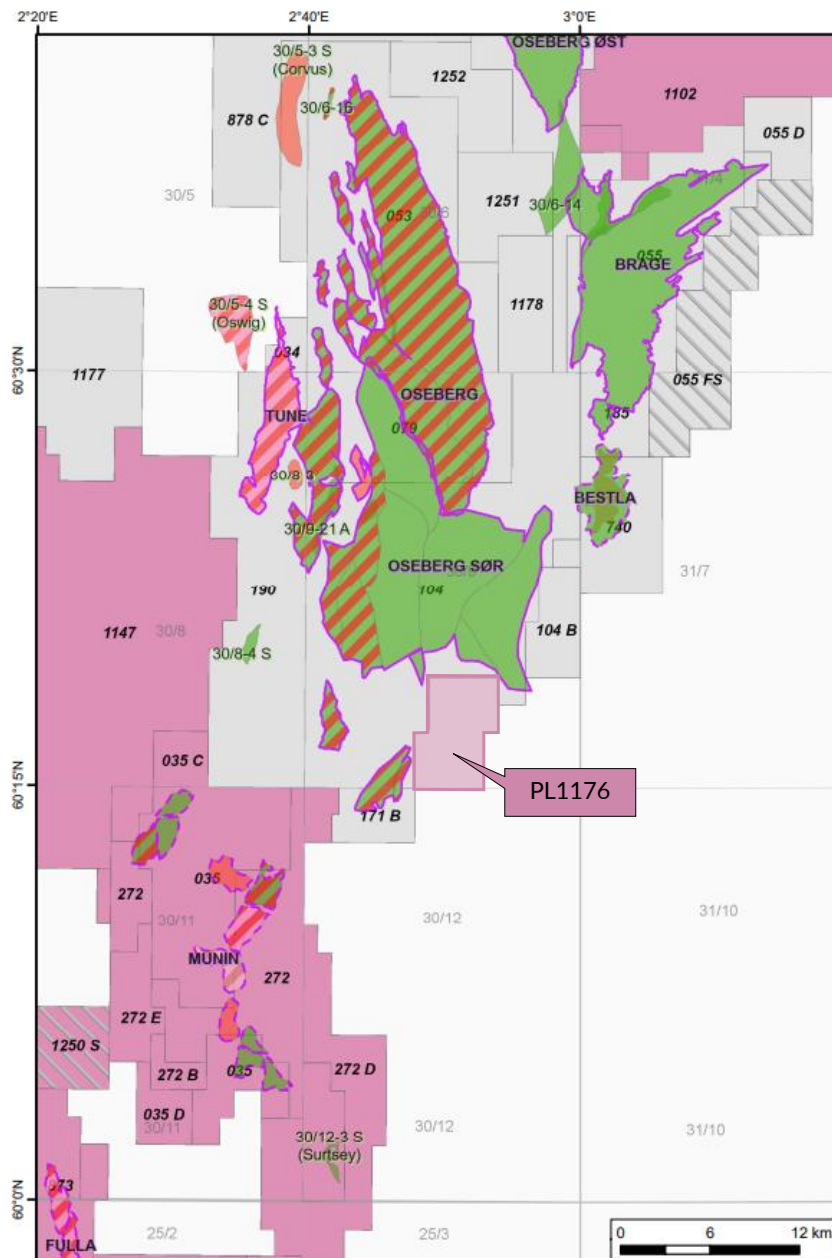 2°20'E
2°40'E
3°0'E
OSEBERG ØST
30/5-3 S
(Corvus)
1252
1102
878 C
30/6-16
055 D
30/5
31/4
053
30/6
1251
30/6-14
055
BRAGE
30/5-4 S
(Oswig)
1178
034
60°30'N
1177
055 FS
OSEBERG
TUNE
079
185
30/8-3
BESTLA
30/9-21 A
740
OSEBERG SØR
31/7
190
104
1147
30/8
104 B
30/8-4 S
035 C
60°15'N
PL1176
171 B
272
035
30/11
30/12
31/10
MUNIN
272
272 E
1250 S
272 B
035
272 D
035 D
30/11
30/12
31/10
30/12-3 S
(Surtsey)
073
60°0'N
25/2
25/3
FULLA
0
6
12 km